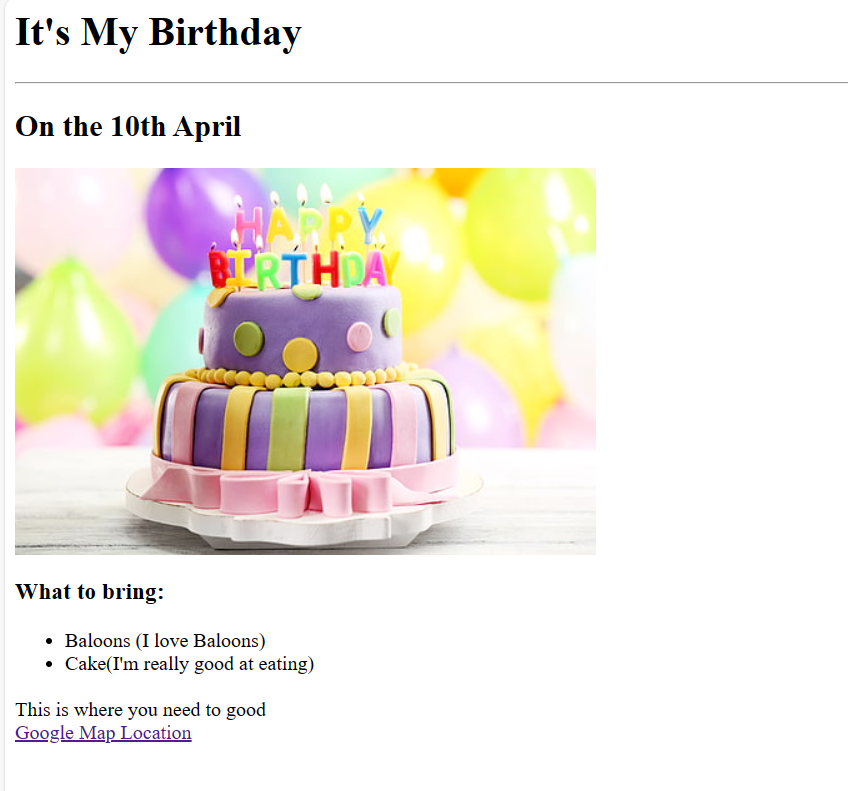 It's My Birthday
On the 10th April
HAPPY
BIRTHDAY
What to bring:
Baloons (I love Baloons)
Cake(I'm really good at eating)
This is where you need to good
Google Map Location